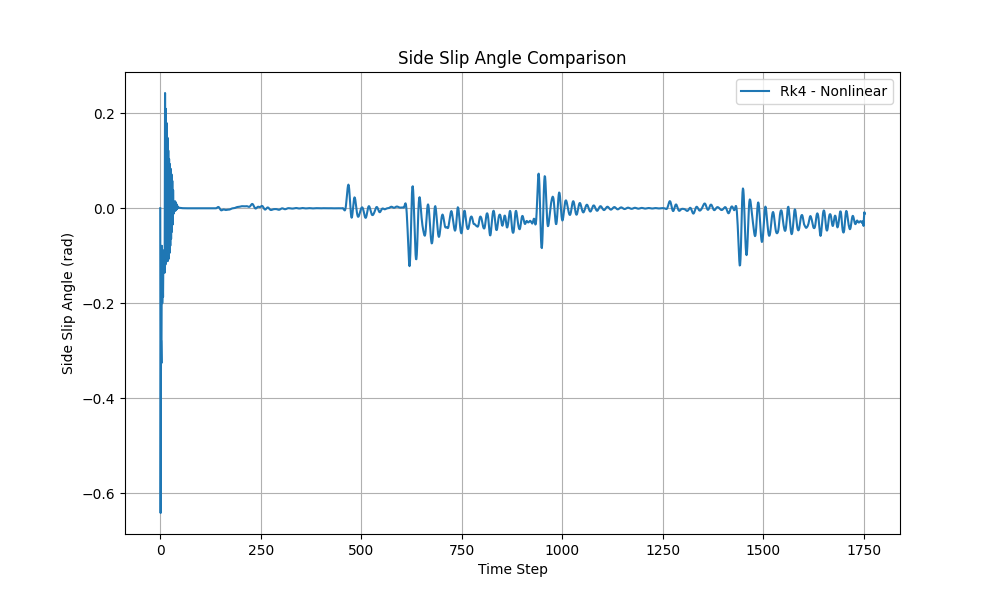 Side Slip Angle Comparison
Rk4 - Nonlinear
Side Slip Angle (rad)
0.2
0.0
−0.2
−0.4
−0.6
0 250 500 750 1000 1250 1500 1750
Time Step